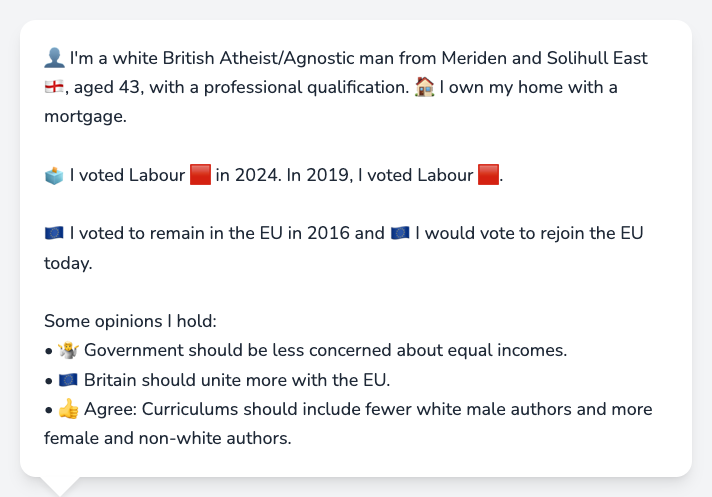 👤 I'm a white British Atheist/Agnostic man from Meriden and Solihull East
🏴󠁧󠁢󠁥󠁮󠁧󠁿, aged 43, with a professional qualification. 🏠 I own my home with a
mortgage.
🗳️ I voted Labour 🟥 in 2024. In 2019, I voted Labour 🟥.
🇪🇺 I voted to remain in the EU in 2016 and 🇪🇺 I would vote to rejoin the EU
today.
Some opinions I hold:
• 🤷 Government should be less concerned about equal incomes.
• 🇪🇺 Britain should unite more with the EU.
• 👍 Agree: Curriculums should include fewer white male authors and more
female and non-white authors.